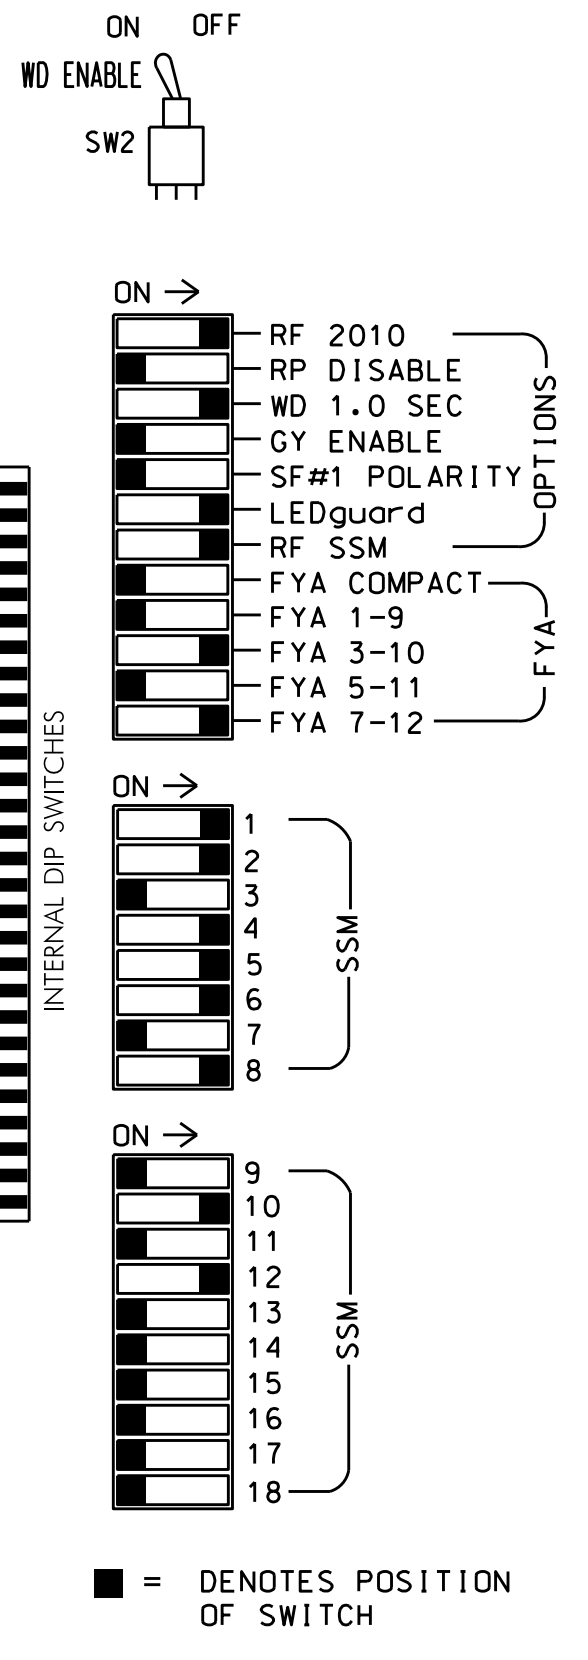 ON OFF
WD ENABLE
SW2
ON
RF 2010
RP DISABLE
WD 1.0 SEC
GY ENABLE
SF#1 POLARITY
LEDguard
RF SSM
OPTIONS
FYA COMPACT
FYA 1-9
FYA 3-10
FYA 5-11
FYA 7-12
FYA
INTERNAL DIP SWITCHES
ON
1
2
3
4
5
6
7
8
SSM
ON
9
10
11
12
13
14
15
16
17
18
SSM
= DENOTES POSITION
OF SWITCH